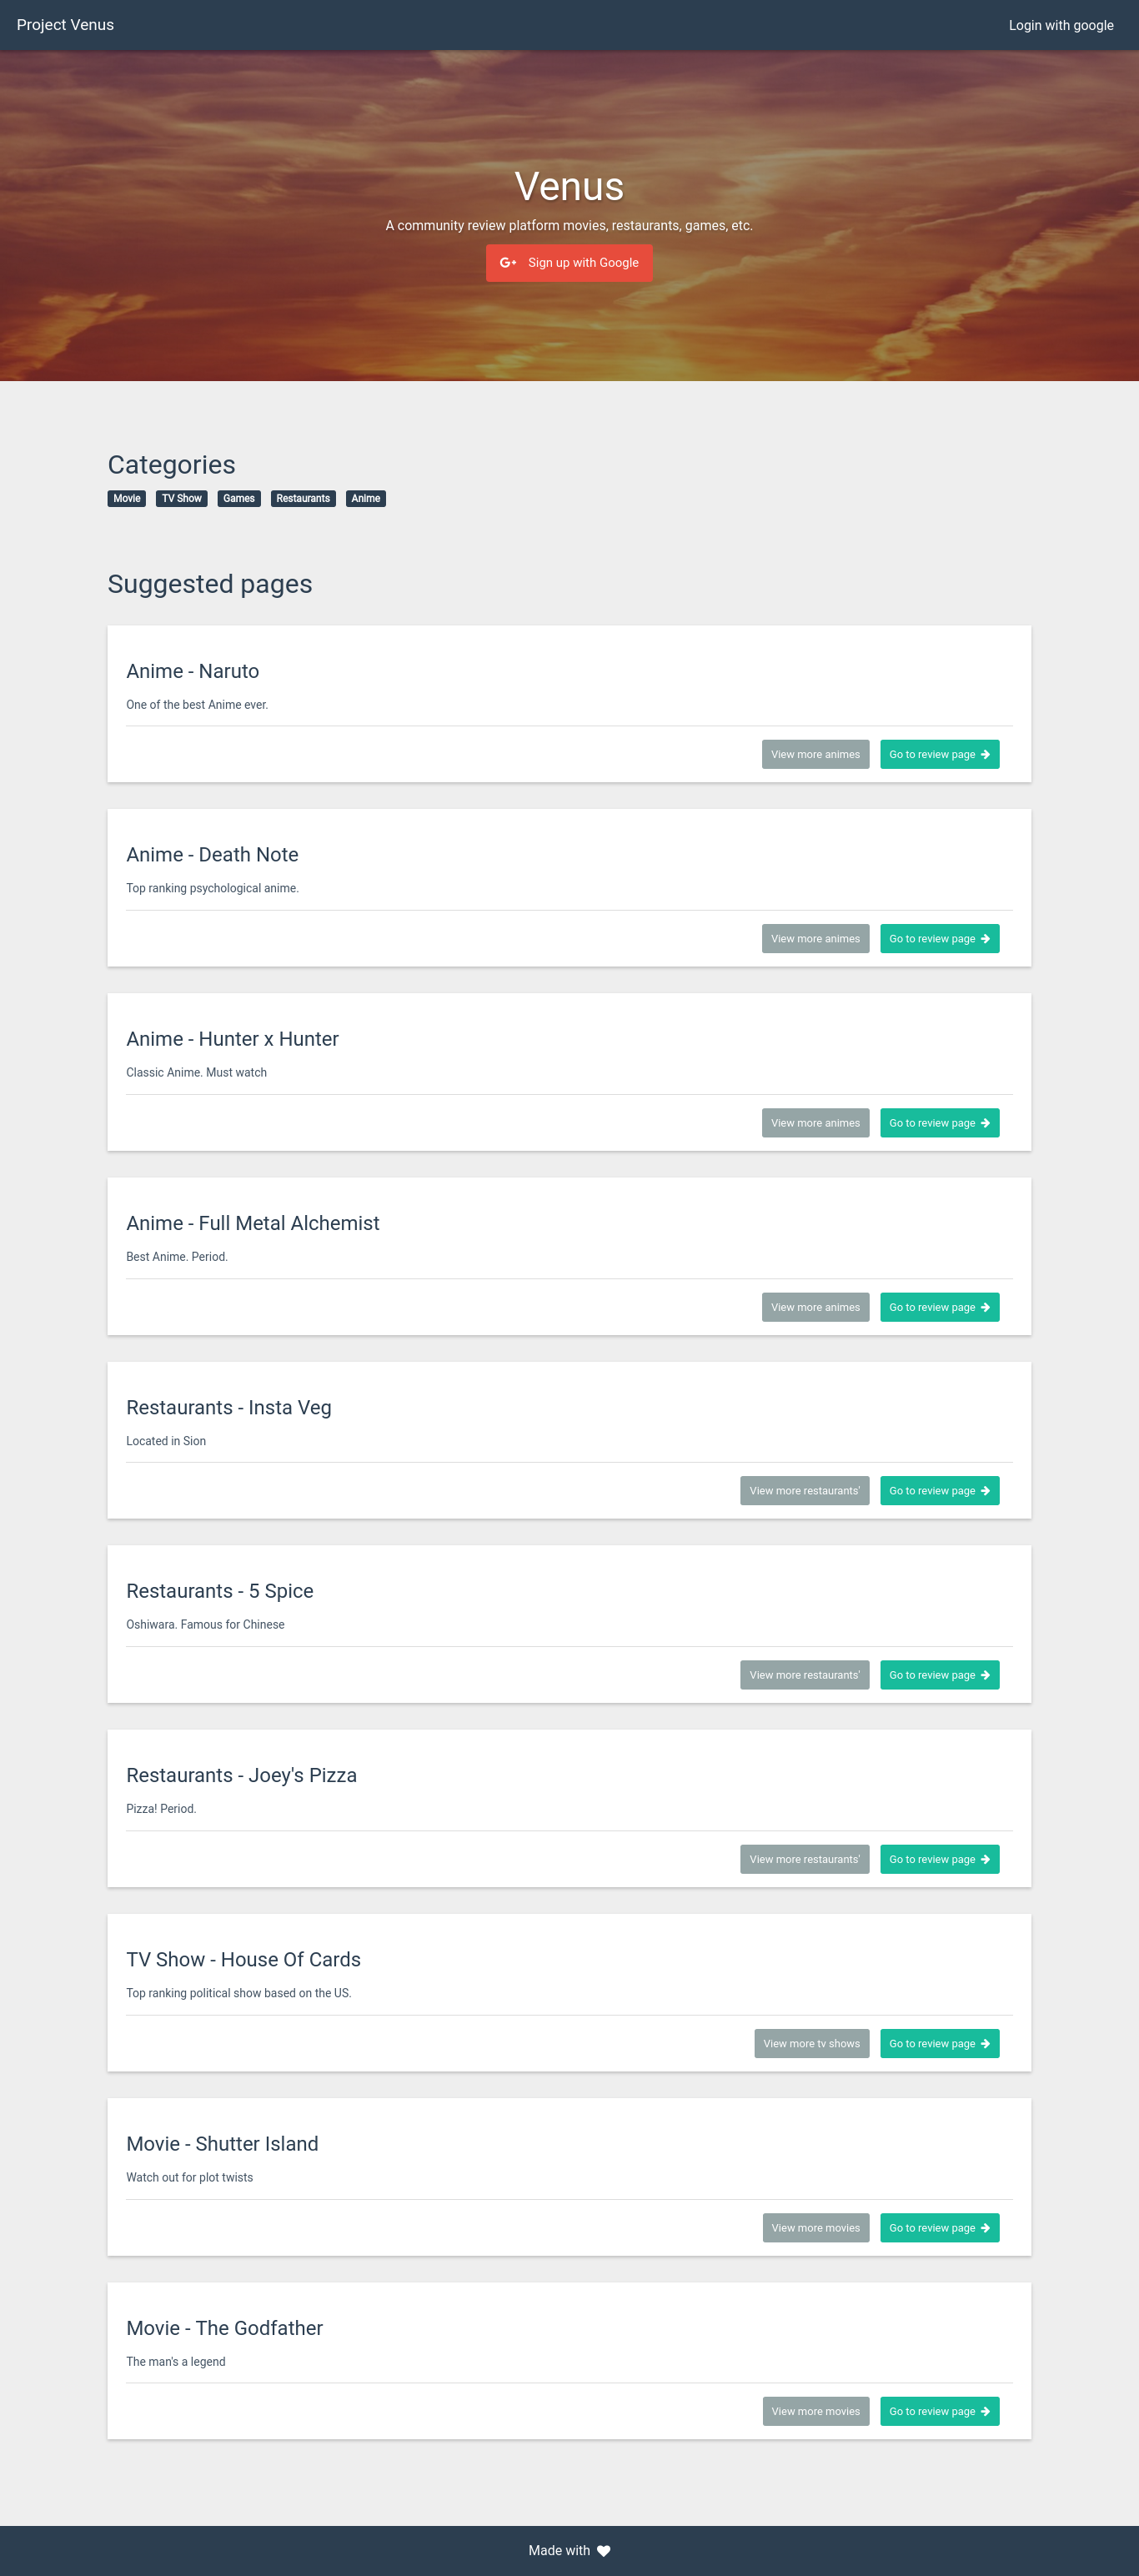 Project Venus
Login with google
Venus
A community review platform movies, restaurants, games, etc.
G+ Sign up with Google
Categories
Movie TV Show Games Restaurants Anime
Suggested pages
Anime - Naruto
One of the best Anime ever.
View more animes Go to review page
Anime - Death Note
Top ranking psychological anime.
View more animes Go to review page
Anime - Hunter x Hunter
Classic Anime. Must watch
View more animes Go to review page
Anime - Full Metal Alchemist
Best Anime. Period.
View more animes Go to review page
Restaurants - Insta Veg
Located in Sion
View more restaurants' Go to review page
Restaurants - 5 Spice
Oshiwara. Famous for Chinese
View more restaurants' Go to review page
Restaurants - Joey's Pizza
Pizza! Period.
View more restaurants' Go to review page
TV Show - House Of Cards
Top ranking political show based on the US.
View more tv shows Go to review page
Movie - Shutter Island
Watch out for plot twists
View more movies Go to review page
Movie - The Godfather
The man's a legend
View more movies Go to review page
Made with